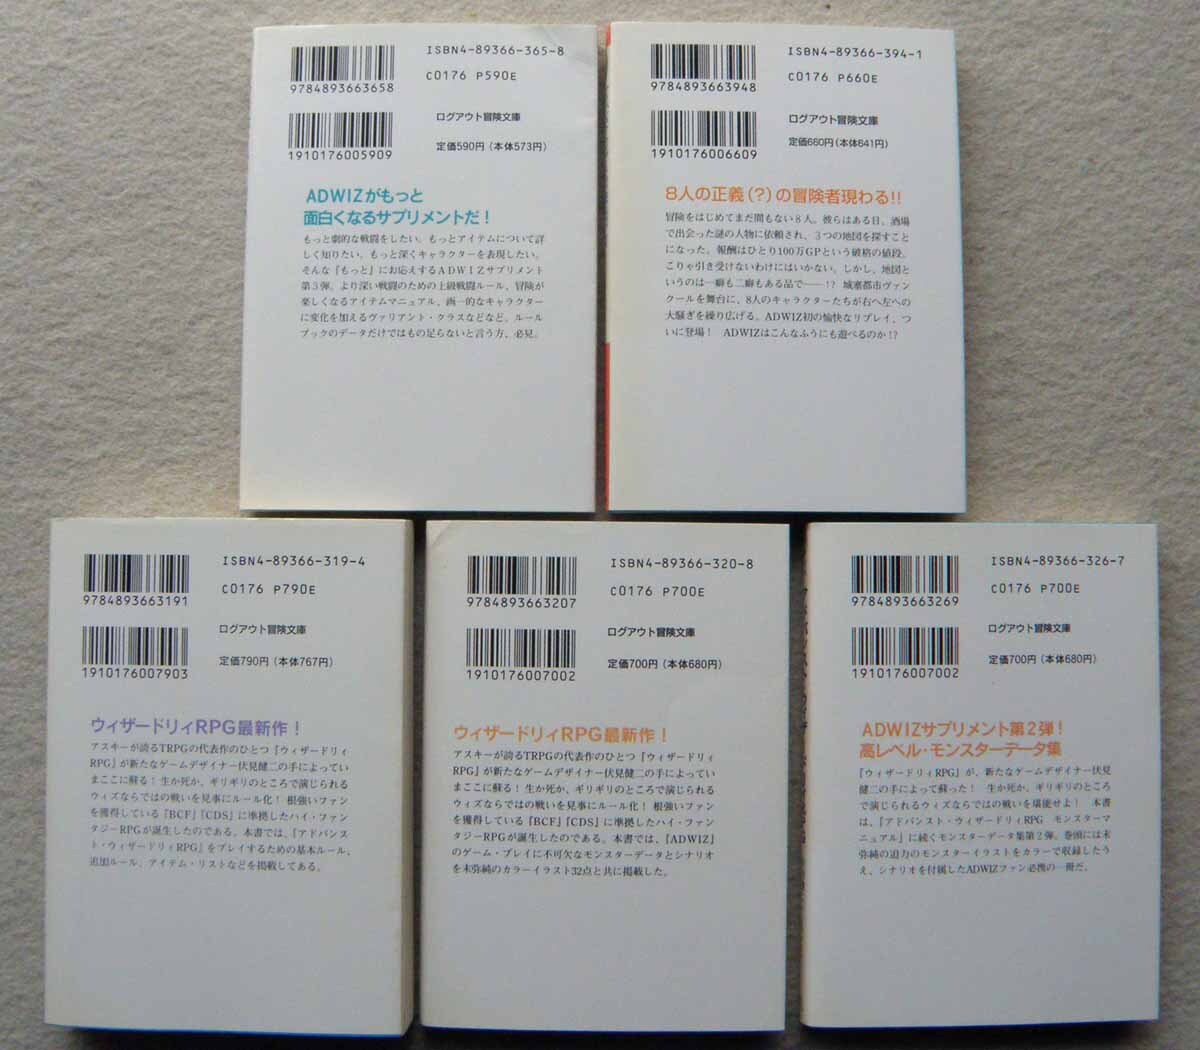 ISBN4-89366-365-8
9784893663658
C0176 P590E
ログアウト冒険文庫
1910176005909
定価590円（本体573円）
ADWIZがもっと
面白くなるサプリメントだ！
もっと劇的な戦闘をしたい。もっとアイテムについて詳
しく知りたい。もっと深くキャラクターを表現したい。
そんな『もっと』にお応えするＡＤＷＩＺサプリメント
第３弾。より深い戦闘のための上級戦闘ルール、冒険が
楽しくなるアイテムマニュアル、画一的なキャラクター
に変化を加えるヴァリアント・クラスなどなど。ルール
ブックのデータだけではもの足らないと言う方、必見。
ISBN4-89366-394-1
9784893663948
C0176 P660E
ログアウト冒険文庫
1910176006609
定価660円（本体641円）
８人の正義（？）の冒険者現わる!!
冒険をはじめてまだ間もない８人。彼らはある日、酒場
で出会った謎の人物に依頼され、３つの地図を探すこと
になった。報酬はひとり100万GPという破格の値段。
こりゃ引き受けないわけにはいかない。しかし、地図と
いうのは一癖も二癖もある品で――!? 城塞都市ヴァン
クールを舞台に、8人のキャラクターたちが右へ左への
大騒ぎを繰り広げる。ADWIZ初の愉快なリプレイ、つ
いに登場！ ADWIZはこんなふうにも遊べるのか!?
ISBN4-89366-319-4
9784893663191
C0176 P790E
ログアウト冒険文庫
1910176007903
定価790円（本体767円）
ウィザードリィRPG最新作！
アスキーが誇るTRPGの代表作のひとつ『ウィザードリィ
RPG』が新たなゲームデザイナー伏見健二の手によってい
まここに蘇る！ 生か死か、ギリギリのところで演じられる
ウィズならではの戦いを見事にルール化！ 根強いファン
を獲得している『BCF』『CDS』に準拠したハイ・ファン
タジーRPGが誕生したのである。本書では、『アドバンス
ト・ウィザードリィRPG』をプレイするための基本ルール、
追加ルール、アイテム・リストなどを掲載してある。
ISBN4-89366-320-8
9784893663207
C0176 P700E
ログアウト冒険文庫
1910176007002
定価700円（本体680円）
ウィザードリィRPG最新作！
アスキーが誇るTRPGの代表作のひとつ『ウィザードリィ
RPG』が新たなゲームデザイナー伏見健二の手によってい
まここに蘇る！ 生か死か、ギリギリのところで演じられる
ウィズならではの戦いを見事にルール化！ 根強いファン
を獲得している『BCF』『CDS』に準拠したハイ・ファン
タジーRPGが誕生したのである。本書では、『ADWIZ』
のゲーム・プレイに不可欠なモンスターデータとシナリオ
を末弥純のカラーイラスト32点と共に掲載した。
ISBN4-89366-326-7
9784893663269
C0176 P700E
ログアウト冒険文庫
1910176007002
定価700円（本体680円）
ADWIZサプリメント第２弾！
高レベル・モンスターデータ集
『ウィザードリィRPG』が、新たなゲームデザイナー伏見
健二の手によって蘇った！ 生か死か、ギリギリのところ
で演じられるウィズならではの戦いを堪能せよ！ 本書
は、『アドバンスト・ウィザードリィRPG モンスターマ
ニュアル』に続くモンスターデータ集第２弾。巻頭には末
弥純の迫力のモンスターイラストをカラーで収録したう
え、シナリオを付属したADWIZファン必携の一冊だ。